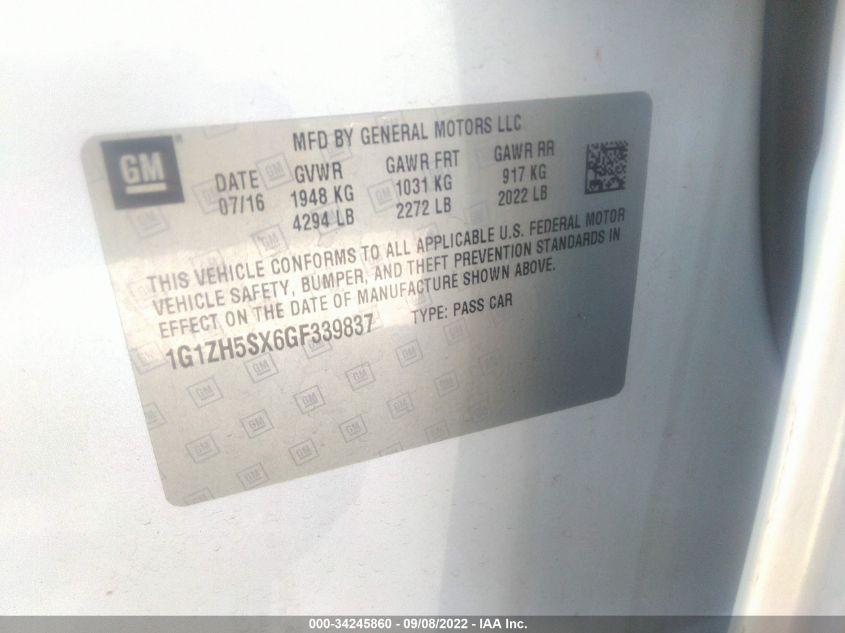 GM
MFD BY GENERAL MOTORS LLC
DATE GVWR GAWR FRT GAWR RR
07/16 1948 KG 1031 KG 917 KG
4294 LB 2272 LB 2022 LB
THIS VEHICLE CONFORMS TO ALL APPLICABLE U.S. FEDERAL MOTOR
VEHICLE SAFETY, BUMPER, AND THEFT PREVENTION STANDARDS IN
EFFECT ON THE DATE OF MANUFACTURE SHOWN ABOVE.
1G1ZH5SX6GF339837 TYPE: PASS CAR
000-34245860 - 09/08/2022 - IAA Inc.